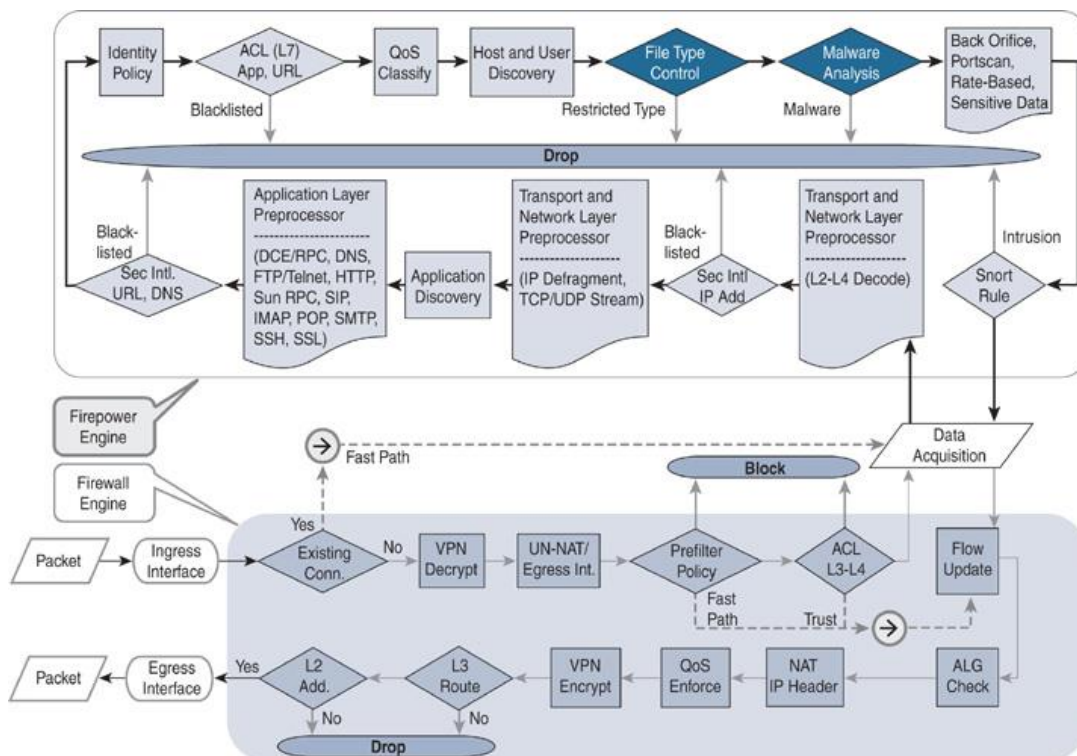 Identity
Policy
ACL (L7)
App, URL
QoS
Classify
Host and User
Discovery
File Type
Control
Malware
Analysis
Back Orifice,
Portscan,
Rate-Based,
Sensitive Data
Blacklisted
Restricted Type
Malware
Drop
Black-
listed
Sec Intl.
URL, DNS
Application Layer
Preprocessor
-----------------------
(DCE/RPC, DNS,
FTP/Telnet, HTTP,
Sun RPC, SIP,
IMAP, POP, SMTP,
SSH, SSL)
Application
Discovery
Transport and
Network Layer
Preprocessor
-----------------------
(IP Defragment,
TCP/UDP Stream)
Black-
listed
Sec Intl
IP Add
Transport and
Network Layer
Preprocessor
-----------------------
(L2-L4 Decode)
Intrusion
Snort
Rule
Firepower
Engine
Firewall
Engine
Fast Path
Data
Acquisition
Block
Packet
Ingress
Interface
Yes
Existing
Conn.
No
VPN
Decrypt
UN-NAT/
Egress Int.
Prefilter
Policy
ACL
L3-L4
Flow
Update
Fast
Path
Trust
Packet
Egress
Interface
Yes
L2
Add.
L3
Route
VPN
Encrypt
QoS
Enforce
NAT
IP Header
ALG
Check
No
No
Drop